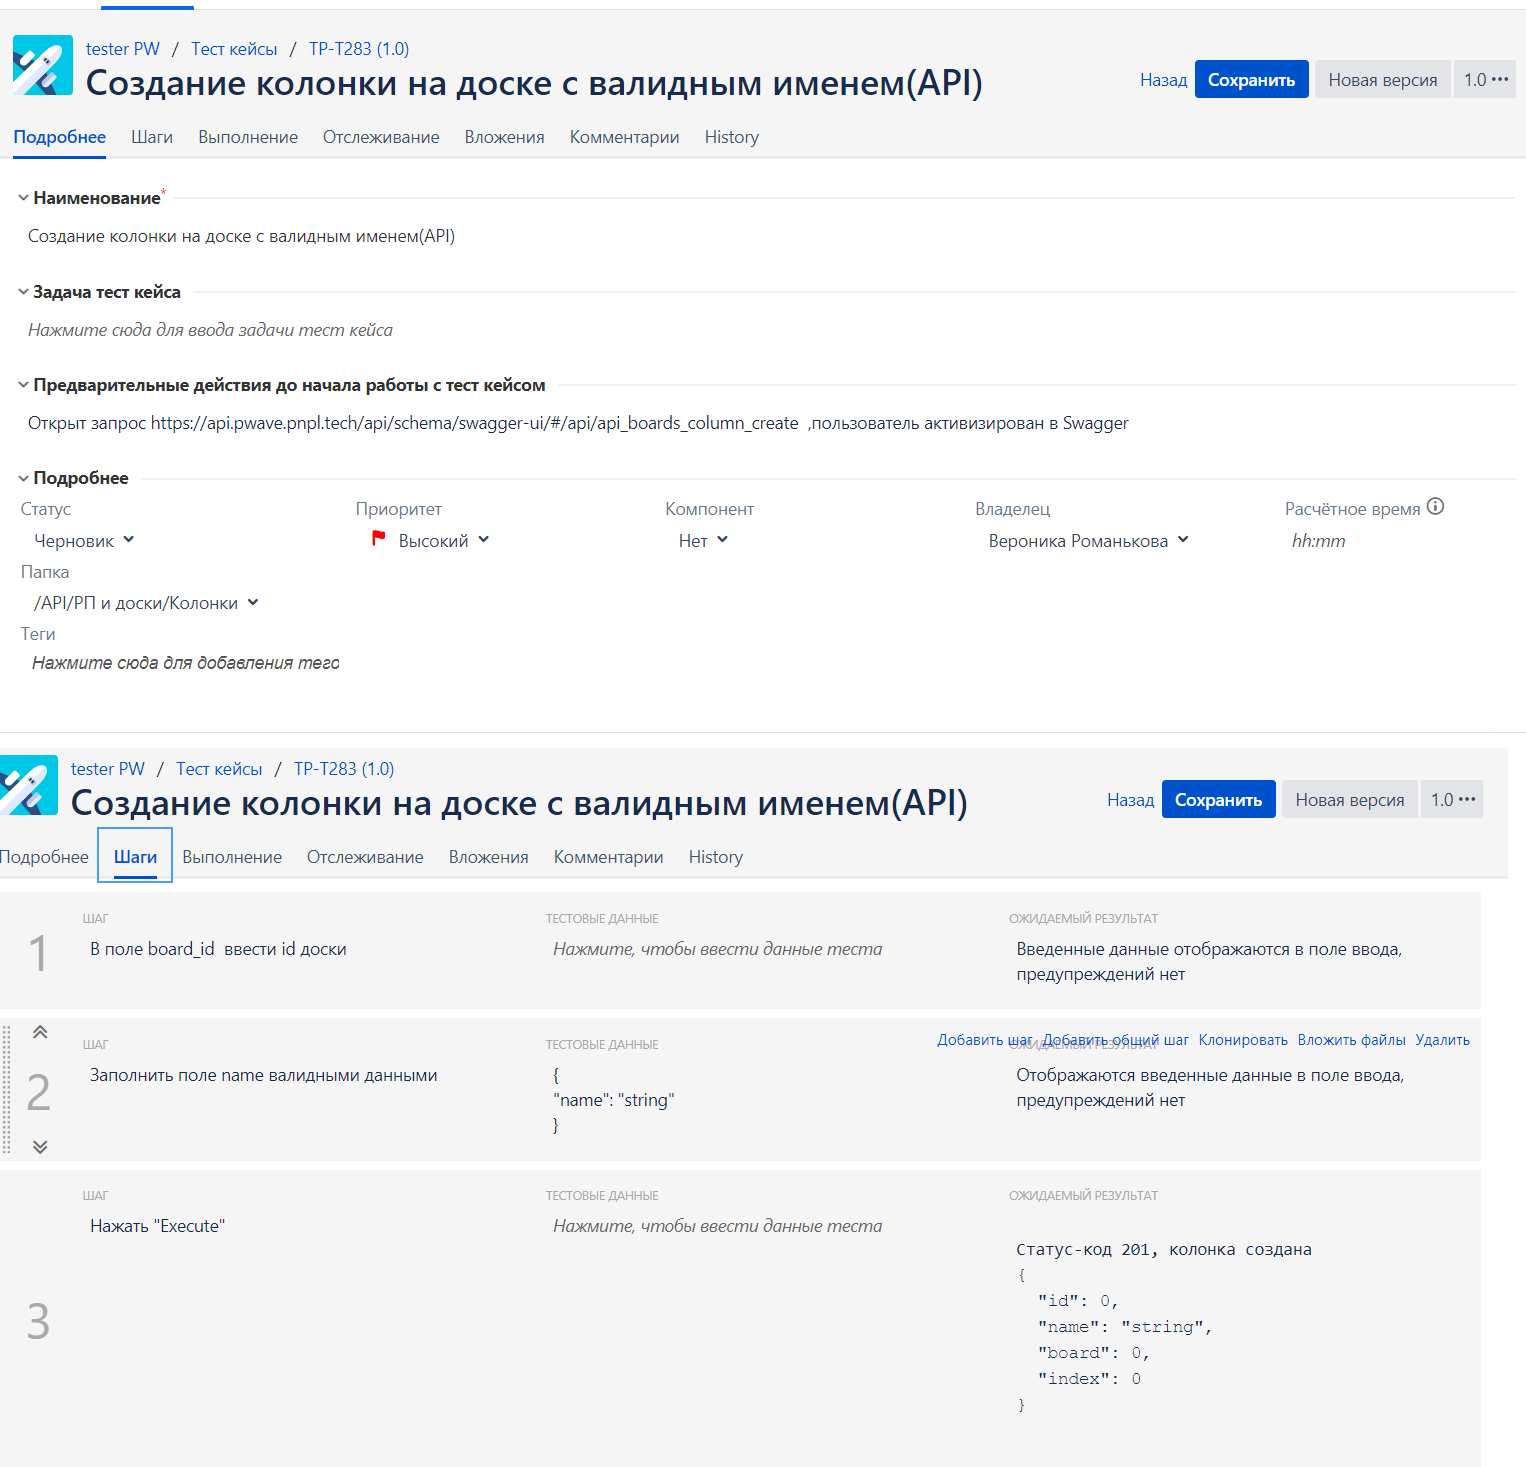 tester PW / Тест кейсы / TP-T283 (1.0)
Создание колонки на доске с валидным именем(API)
Назад Сохранить Новая версия 1.0 •••
Подробнее Шаги Выполнение Отслеживание Вложения Комментарии History
Наименование*
Создание колонки на доске с валидным именем(API)
Задача тест кейса
Нажмите сюда для ввода задачи тест кейса
Предварительные действия до начала работы с тест кейсом
Открыт запрос https://api.pwave.pnpl.tech/api/schema/swagger-ui/#/api/api_boards_column_create ,пользователь активизирован в Swagger
Подробнее
Статус Приоритет Компонент Владелец Расчётное время
Черновик Высокий Нет Вероника Романькова hh:mm
Папка
/API/РП и доски/Колонки
Теги
Нажмите сюда для добавления тего
tester PW / Тест кейсы / TP-T283 (1.0)
Создание колонки на доске с валидным именем(API)
Назад Сохранить Новая версия 1.0 •••
Подробнее Шаги Выполнение Отслеживание Вложения Комментарии History
1
ШАГ ТЕСТОВЫЕ ДАННЫЕ ОЖИДАЕМЫЙ РЕЗУЛЬТАТ
В поле board_id ввести id доски Нажмите, чтобы ввести данные теста Введенные данные отображаются в поле ввода,
предупреждений нет
Добавить шаг Добавить общий шаг Клонировать Вложить файлы Удалить
2
ШАГ ТЕСТОВЫЕ ДАННЫЕ ОЖИДАЕМЫЙ РЕЗУЛЬТАТ
Заполнить поле name валидными данными { Отображаются введенные данные в поле ввода,
"name": "string" предупреждений нет
}
ШАГ ТЕСТОВЫЕ ДАННЫЕ ОЖИДАЕМЫЙ РЕЗУЛЬТАТ
Нажать "Execute" Нажмите, чтобы ввести данные теста
3
Статус-код 201, колонка создана
{
"id": 0,
"name": "string",
"board": 0,
"index": 0
}